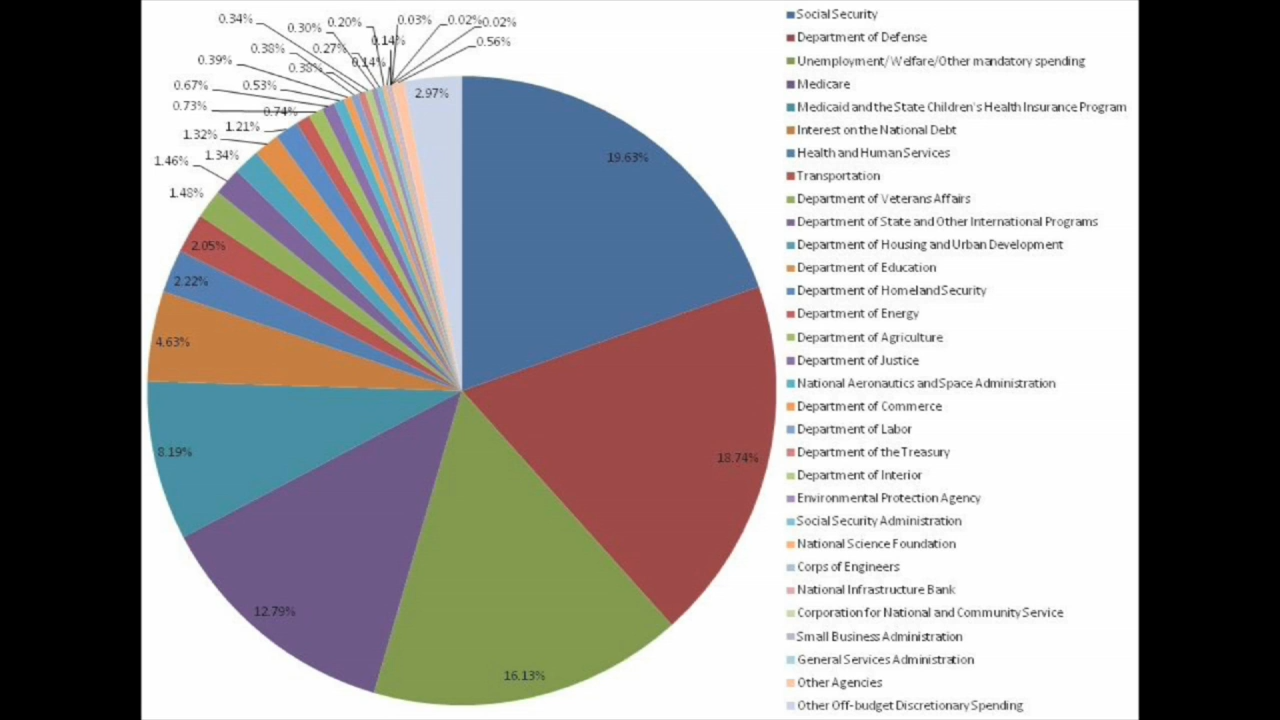 0.34%
0.20%
0.03%
0.02%
0.02%
0.30%
0.14%
0.56%
0.38%
0.27%
0.39%
0.38%
0.14%
0.67%
0.53%
2.97%
0.73%
0.74%
1.32%
1.21%
1.46%
1.34%
1.48%
19.63%
2.05%
2.22%
4.63%
8.19%
18.74%
12.79%
16.13%
Social Security
Department of Defense
Unemployment/Welfare/Other mandatory spending
Medicare
Medicaid and the State Children's Health Insurance Program
Interest on the National Debt
Health and Human Services
Transportation
Department of Veterans Affairs
Department of State and Other International Programs
Department of Housing and Urban Development
Department of Education
Department of Homeland Security
Department of Energy
Department of Agriculture
Department of Justice
National Aeronautics and Space Administration
Department of Commerce
Department of Labor
Department of the Treasury
Department of Interior
Environmental Protection Agency
Social Security Administration
National Science Foundation
Corps of Engineers
National Infrastructure Bank
Corporation for National and Community Service
Small Business Administration
General Services Administration
Other Agencies
Other Off-budget Discretionary Spending